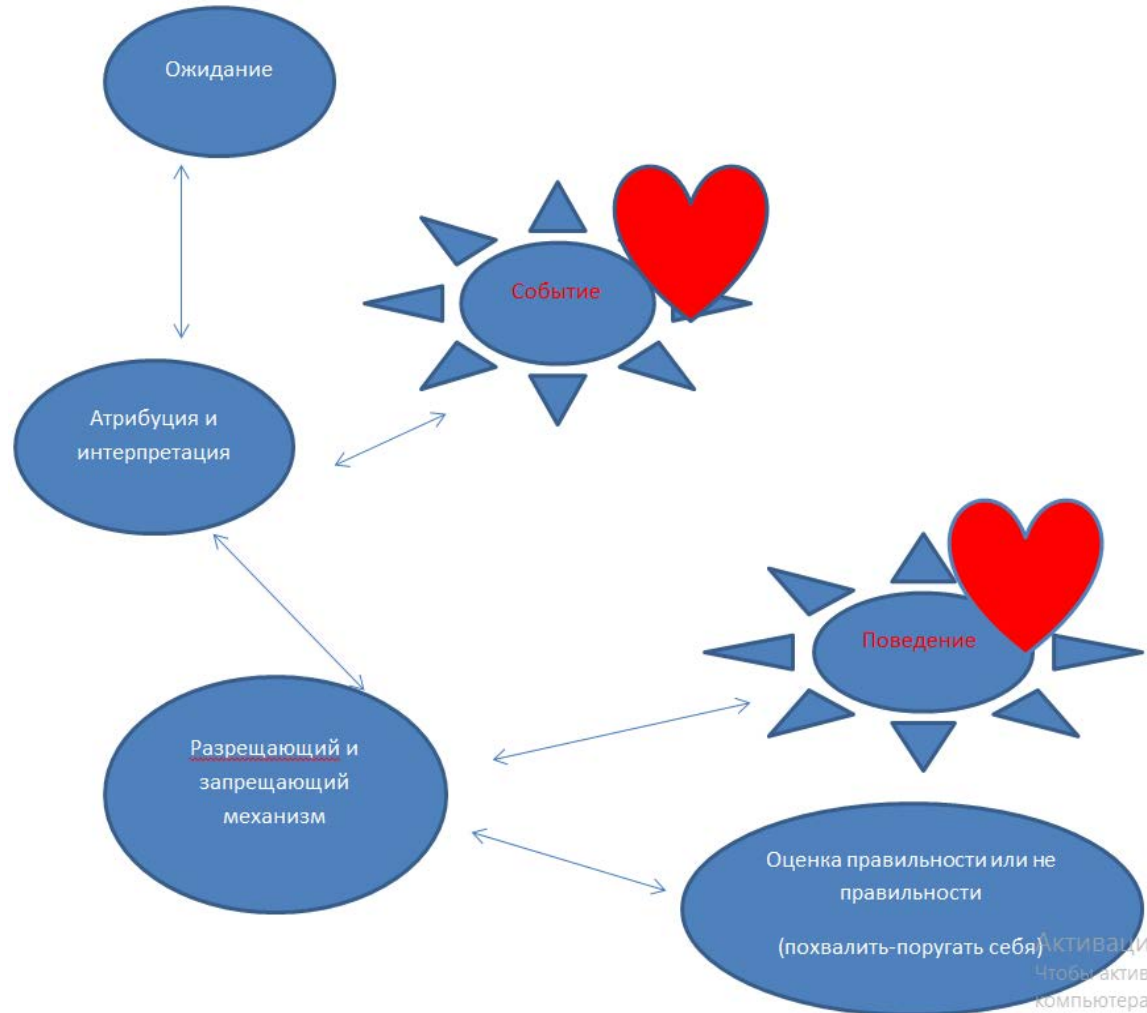 Ожидание
Событие
Атрибуция и
интерпретация
Поведение
Разрещающий и
запрещающий
механизм
Оценка правильности или не
правильности
(похвалить-поругать себя)
Активаци
Чтобы актив
компьютера